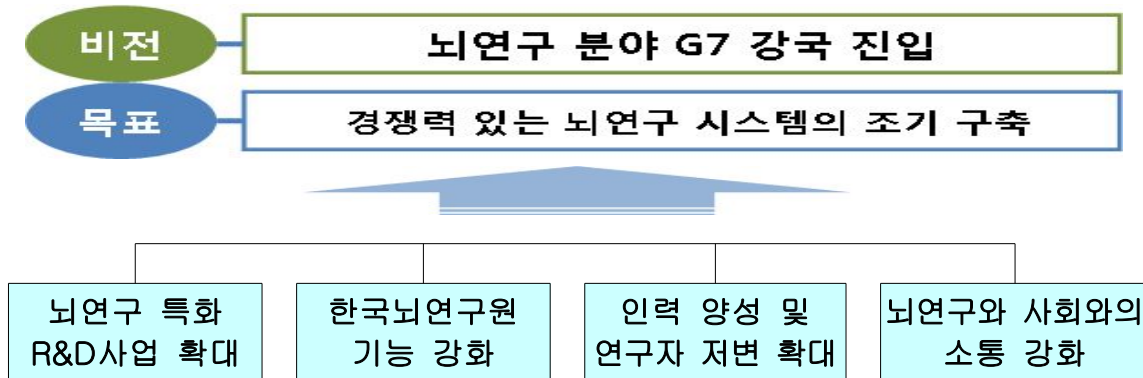 비전
뇌연구 분야 G7 강국 진입
목표
경쟁력 있는 뇌연구 시스템의 조기 구축
뇌연구 특화
R&D사업 확대
한국뇌연구원
기능 강화
인력 양성 및
연구자 저변 확대
뇌연구와 사회와의
소통 강화